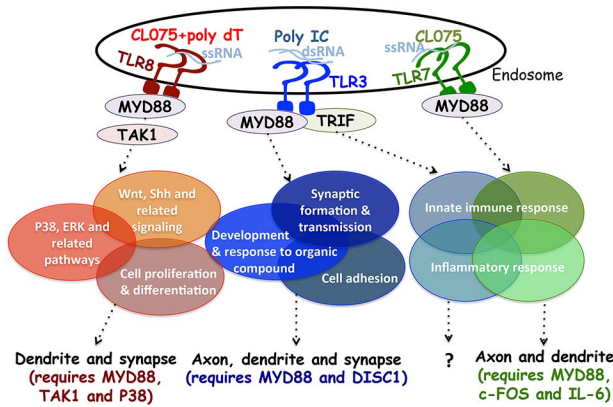 CL075+poly dT
Poly IC
CL075
ssRNA
dsRNA
ssRNA
TLR8
TLR3
TLR7
Endosome
MYD88
MYD88
TRIF
MYD88
TAK1
Wnt, Shh and
related
signaling
P38, ERK and
related
pathways
Cell proliferation
& differentiation
Synaptic
formation &
transmission
Development
& response to organic
compound
Cell adhesion
Innate immune response
Inflammatory response
Dendrite and synapse
(requires MYD88,
TAK1 and P38)
Axon, dendrite and synapse
(requires MYD88 and DISC1)
?
Axon and dendrite
(requires MYD88,
c-FOS and IL-6)